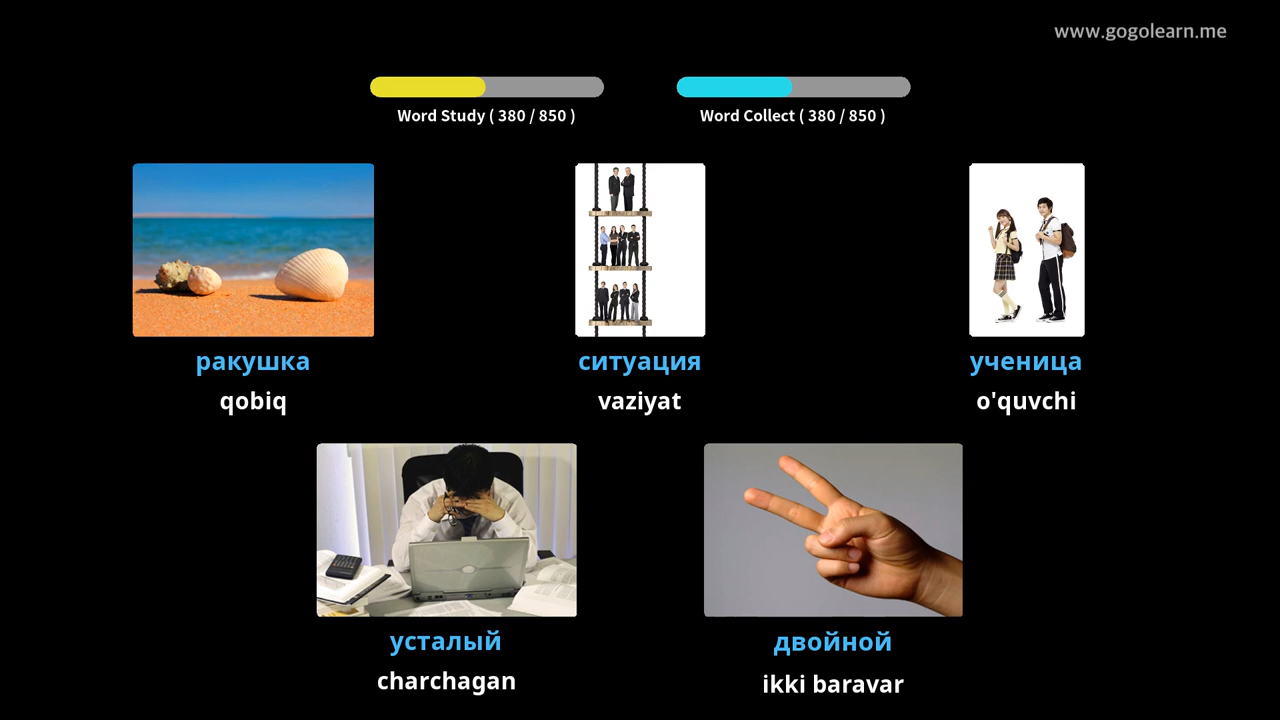 www.gogolearn.me
Word Study ( 380 / 850 )
Word Collect ( 380 / 850 )
ракушка
qobiq
ситуация
vaziyat
ученица
o'quvchi
усталый
charchagan
двойной
ikki baravar